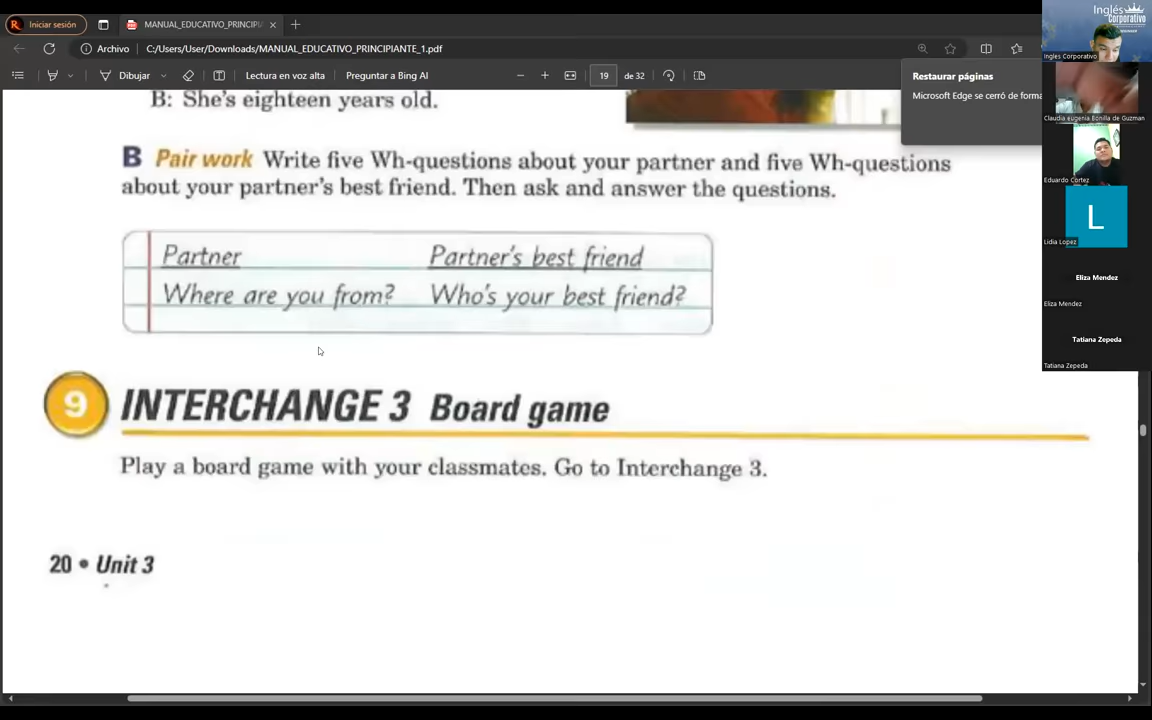 Iniciar sesión
MANUAL_EDUCATIVO_PRINCIPIA
Archivo
C:/Users/User/Downloads/MANUAL_EDUCATIVO_PRINCIPIANTE_1.pdf
Dibujar
Lectura en voz alta
Preguntar a Bing AI
19
de 32
Restaurar páginas
Microsoft Edge se cerró de forma
B: She's eighteen years old.
B Pair work Write five Wh-questions about your partner and five Wh-questions
about your partner's best friend. Then ask and answer the questions.
Partner
Partner's best friend
Where are you from?
Who's your best friend?
9 INTERCHANGE 3 Board game
Play a board game with your classmates. Go to Interchange 3.
20 • Unit 3
Inglés
Corporativo
Ingles Corporativo
Claudia eugenia Bonilla de Guzman
Eduardo Cortez
L
Lidia Lopez
Eliza Mendez
Eliza Mendez
Tatiana Zepeda
Tatiana Zepeda